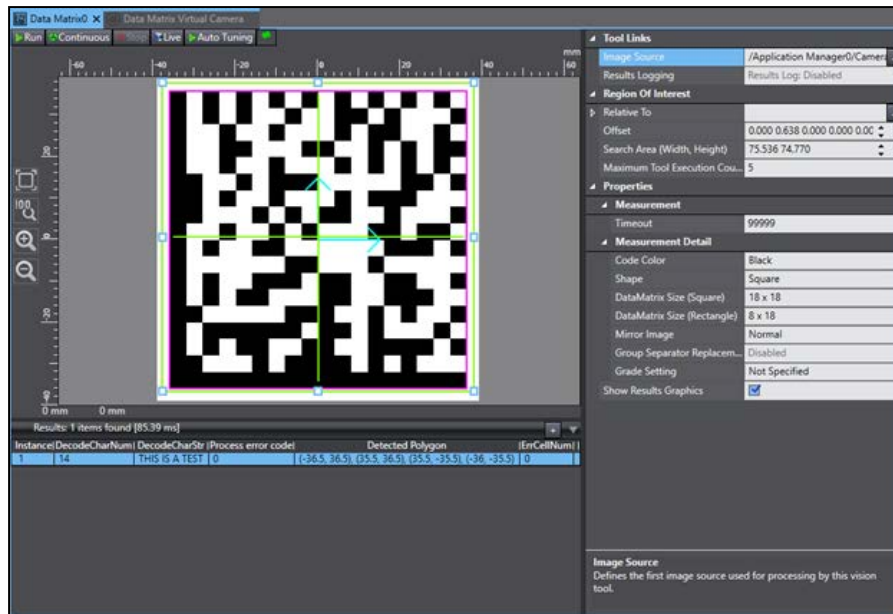 Data Matrix0 X Data Matrix Virtual Camera
Run Continuous Stop Live Auto Tuning
mm
-60 -40 -20 0 20 40 60
20
100
0
-20
-40
0 mm 0 mm
Results: 1 items found [85.39 ms]
Instance DecodeCharNum DecodeCharStr Process error code Detected Polygon ErrCellNum
1 14 THIS IS A TEST 0 (-36.5, 36.5), (35.5, 36.5), (35.5, -35.5), (-36, -35.5) 0
Tool Links
Image Source /Application Manager0/Camera
Results Logging Results Log: Disabled
Region Of Interest
Relative To
Offset 0.000 0.638 0.000 0.000 0.00
Search Area (Width, Height) 75.536 74.770
Maximum Tool Execution Cou... 5
Properties
Measurement
Timeout 99999
Measurement Detail
Code Color Black
Shape Square
DataMatrix Size (Square) 18 x 18
DataMatrix Size (Rectangle) 8 x 18
Mirror Image Normal
Group Separator Replacem... Disabled
Grade Setting Not Specified
Show Results Graphics
Image Source
Defines the first image source used for processing by this vision
tool.